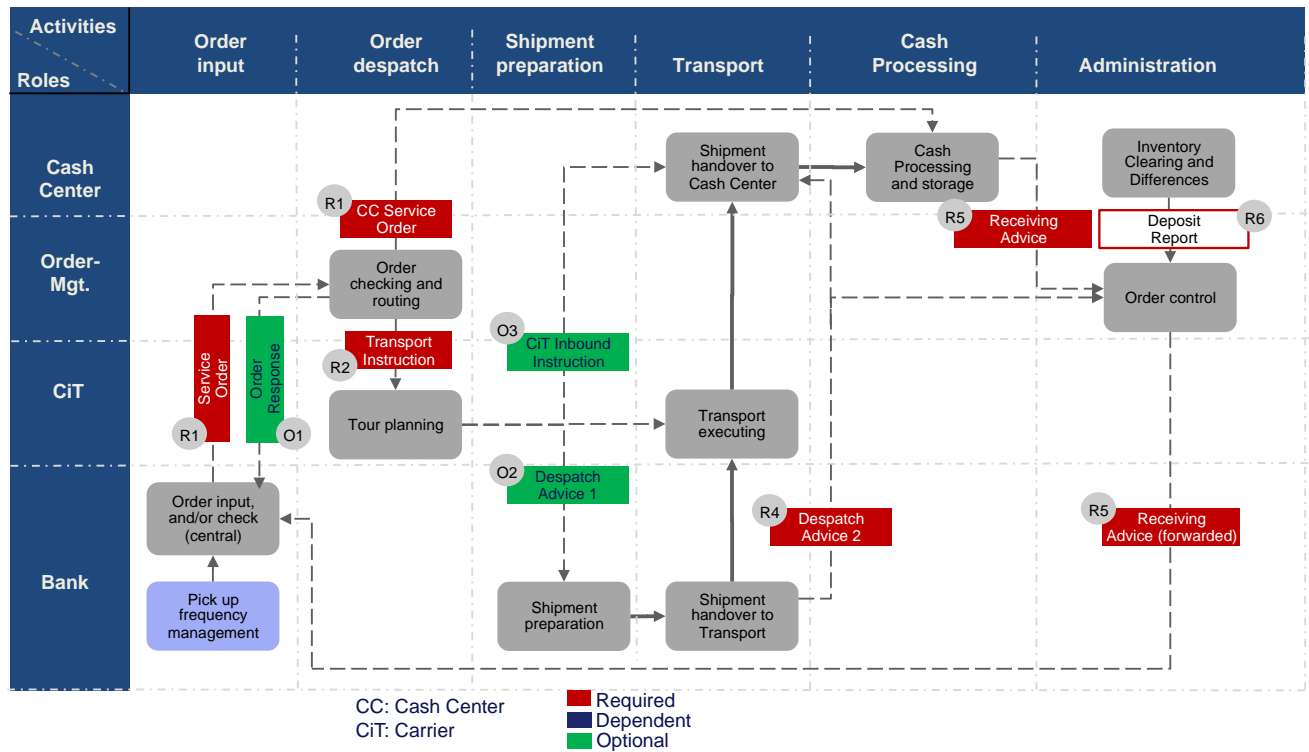 Activities
Roles
Order
input
Order
despatch
Shipment
preparation
Transport
Cash
Processing
Administration
Cash
Center
Order-
Mgt.
CiT
Bank
Shipment
handover to
Cash Center
Cash
Processing
and storage
Inventory
Clearing and
Differences
R1
CC Service
Order
R5
Receiving
Advice
Deposit
Report
R6
Order
checking and
routing
Order control
Service
Order
R1
Order
Response
O1
Transport
Instruction
R2
O3
CiT Inbound
Instruction
Tour planning
Transport
executing
O2
Despatch
Advice 1
Order input,
and/or check
(central)
R4
Despatch
Advice 2
R5
Receiving
Advice (forwarded)
Pick up
frequency
management
Shipment
preparation
Shipment
handover to
Transport
CC: Cash Center
CiT: Carrier
Required
Dependent
Optional